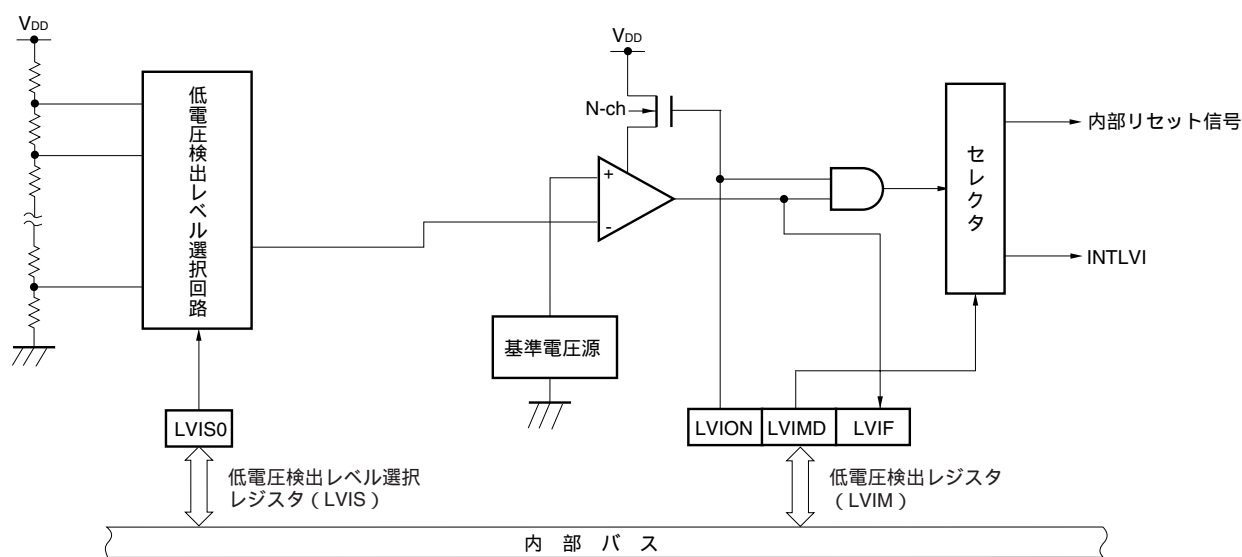 VDD
低電圧検出レベル選択回路
VDD
N-ch
+
-
基準電圧源
セレクタ
内部リセット信号
INTLVI
LVIS0
LVION
LVIMD
LVIF
低電圧検出レベル選択
レジスタ（LVIS）
低電圧検出レジスタ
（LVIM）
内 部 バ ス